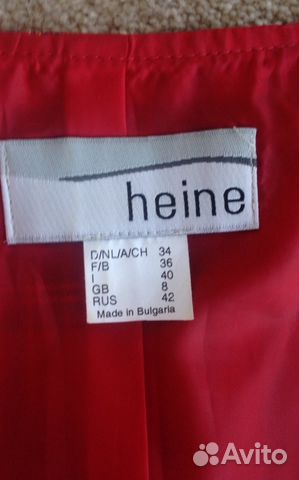 heine
D/NL/A/CH 34
F/B 36
I 40
GB 8
RUS 42
Made in Bulgaria
Avito